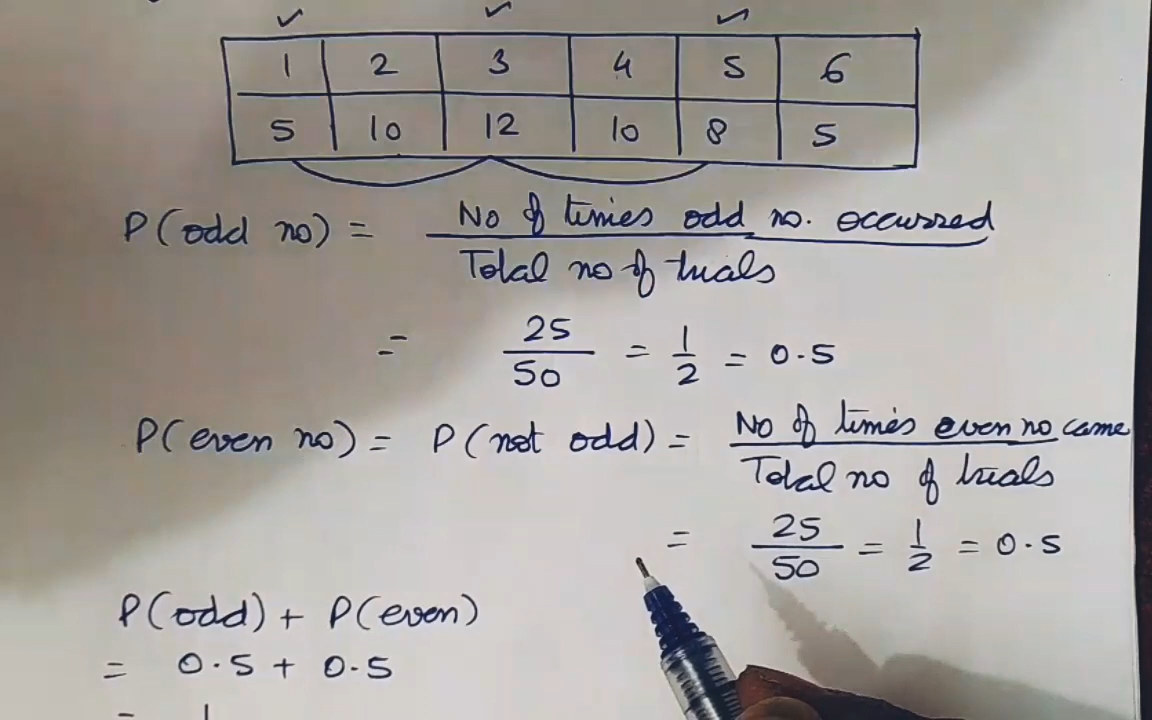 1 2 3 4 5 6
5 10 12 10 8 5
P(odd no) = No of times odd no. occurred
Total no of trials
= 25/50 = 1/2 = 0.5
P(even no) = P(not odd) = No of times even no came
Total no of trials
= 25/50 = 1/2 = 0.5
P(odd) + P(even)
= 0.5 + 0.5
= 1